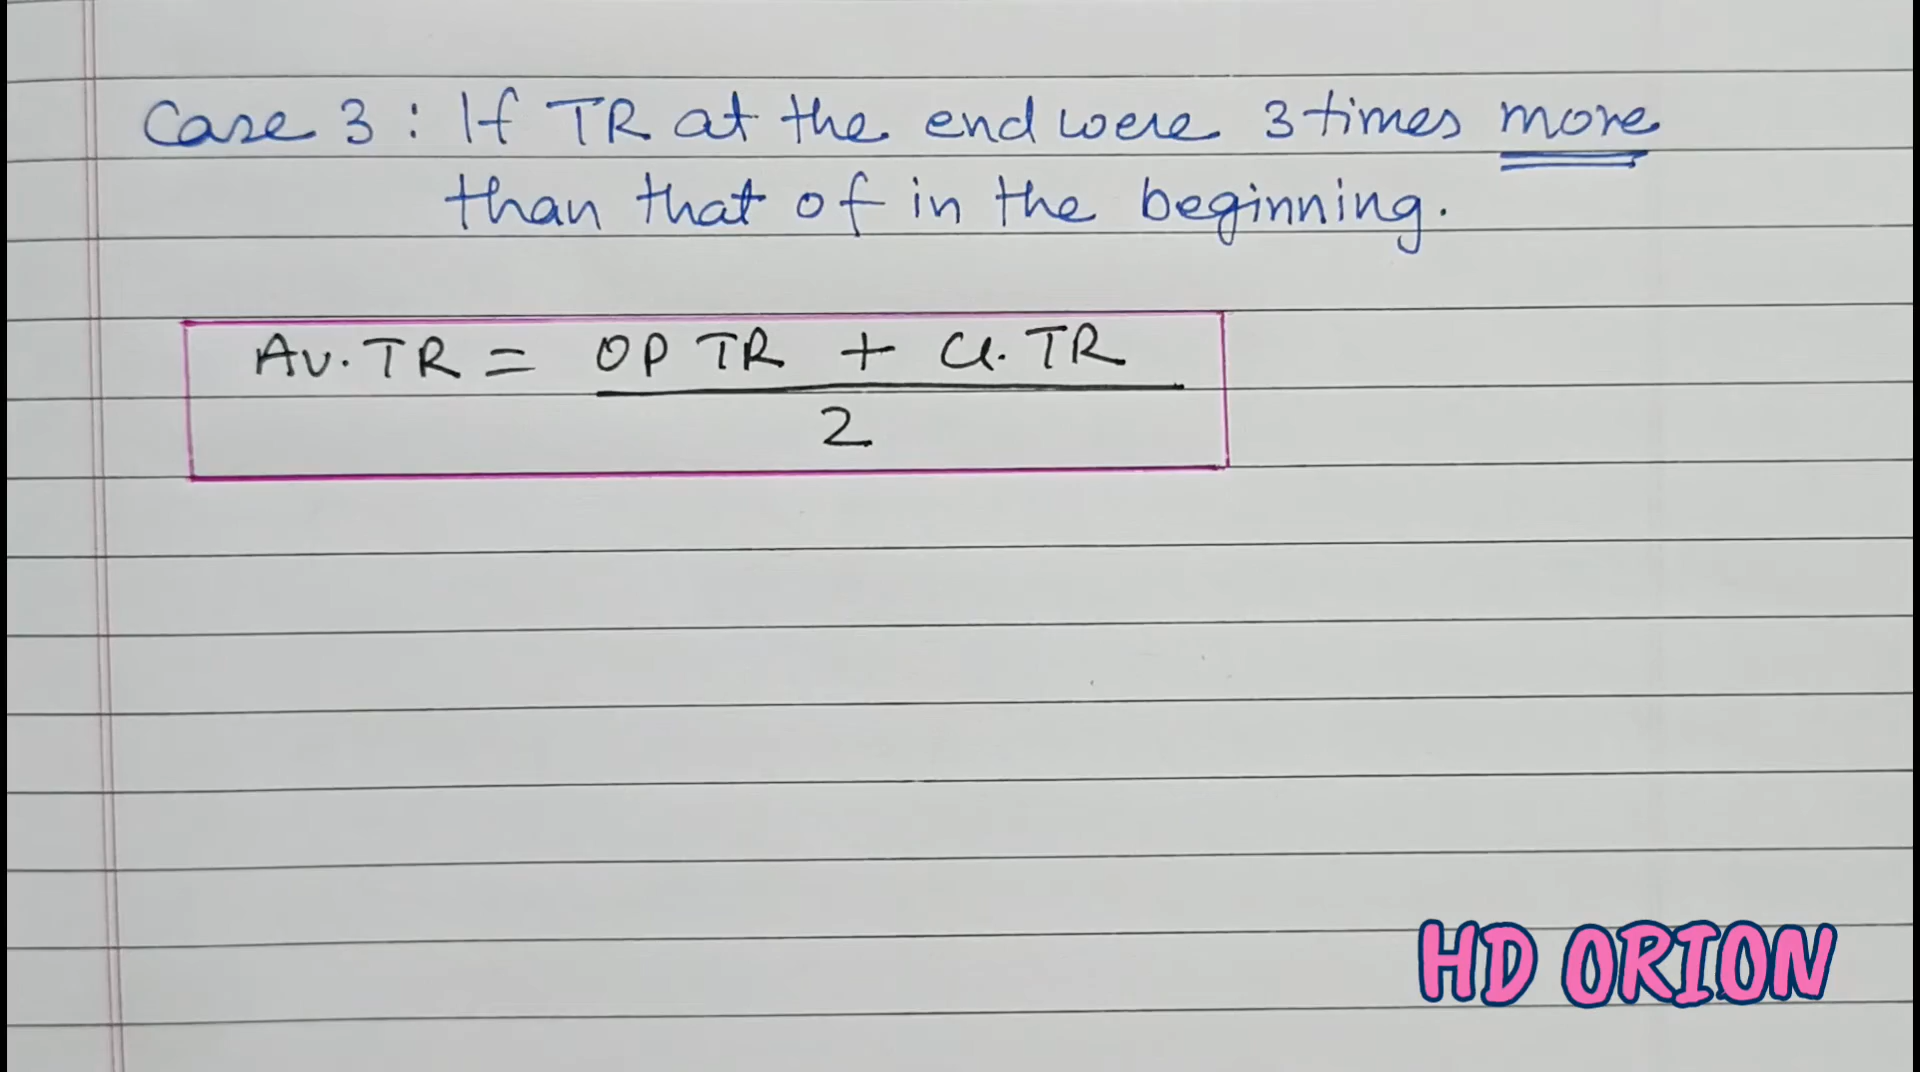 Case 3 : If TR at the end were 3 times more
than that of in the beginning.
Av. TR = OP TR + Cl. TR
2
HD ORION